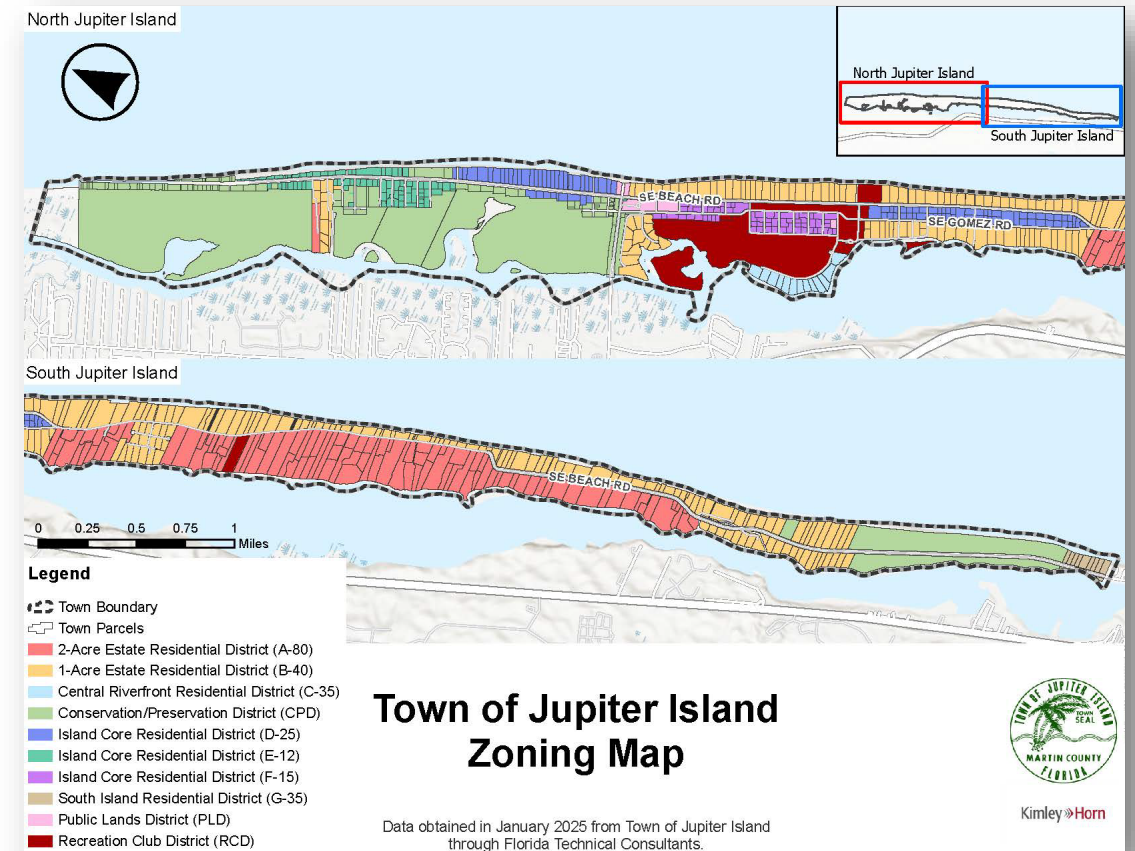 North Jupiter Island
North Jupiter Island
South Jupiter Island
SE BEACH RD
SE GOMEZ RD
South Jupiter Island
SE BEACH RD
0 0.25 0.5 0.75 1
Miles
Legend
Town Boundary
Town Parcels
2-Acre Estate Residential District (A-80)
1-Acre Estate Residential District (B-40)
Central Riverfront Residential District (C-35)
Conservation/Preservation District (CPD)
Island Core Residential District (D-25)
Island Core Residential District (E-12)
Island Core Residential District (F-15)
South Island Residential District (G-35)
Public Lands District (PLD)
Recreation Club District (RCD)
Town of Jupiter Island
Zoning Map
Data obtained in January 2025 from Town of Jupiter Island
through Florida Technical Consultants.
TOWN OF JUPITER ISLAND
TOWN
SEAL
MARTIN COUNTY
FLORIDA
Kimley»Horn